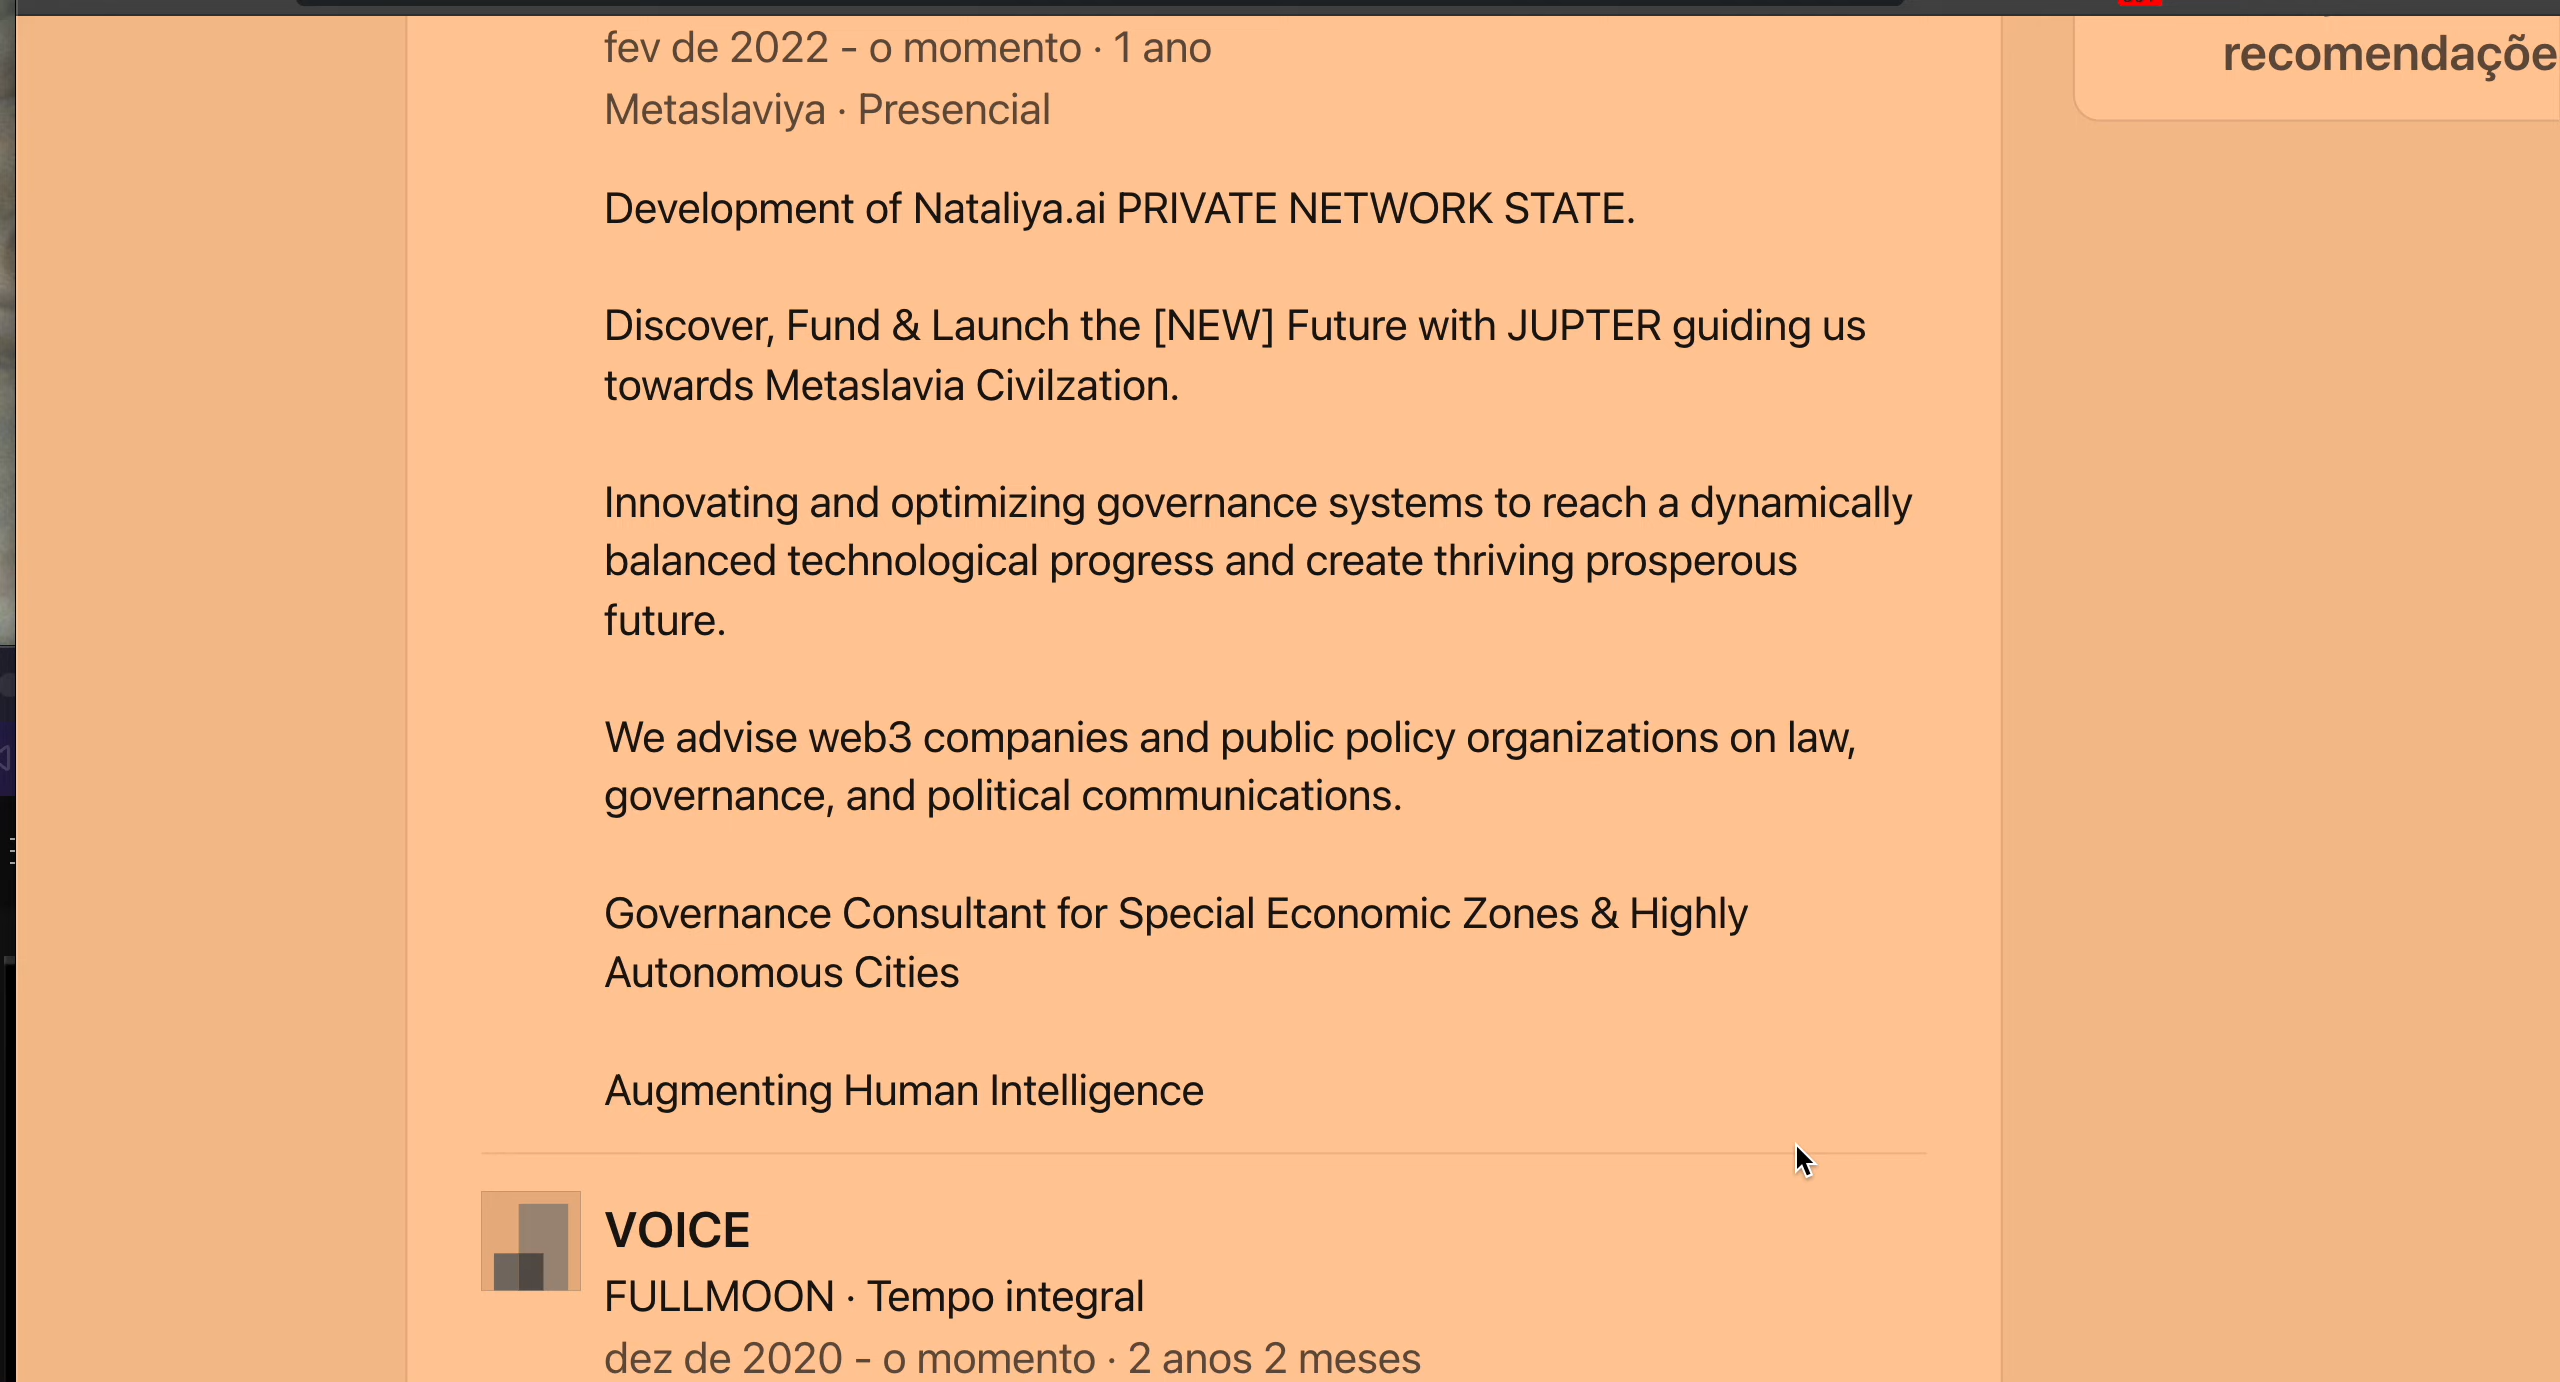 fev de 2022 - o momento · 1 ano
recomendaçõe
Metaslaviya · Presencial
Development of Nataliya.ai PRIVATE NETWORK STATE.
Discover, Fund & Launch the [NEW] Future with JUPTER guiding us
towards Metaslavia Civilzation.
Innovating and optimizing governance systems to reach a dynamically
balanced technological progress and create thriving prosperous
future.
We advise web3 companies and public policy organizations on law,
governance, and political communications.
Governance Consultant for Special Economic Zones & Highly
Autonomous Cities
Augmenting Human Intelligence
VOICE
FULLMOON · Tempo integral
dez de 2020 - o momento · 2 anos 2 meses